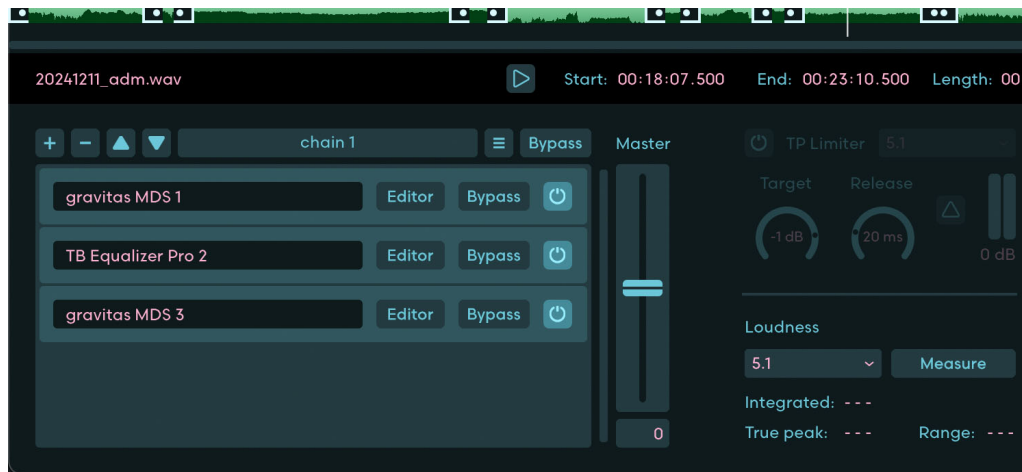 20241211_adm.wav Start: 00:18:07.500 End: 00:23:10.500 Length: 00
+ - chain 1 Bypass Master TP Limiter 5.1
Target Release
gravitas MDS 1 Editor Bypass
-1 dB 20 ms
TB Equalizer Pro 2 Editor Bypass 0 dB
gravitas MDS 3 Editor Bypass
Loudness
5.1 Measure
Integrated: ---
0 True peak: --- Range: ---